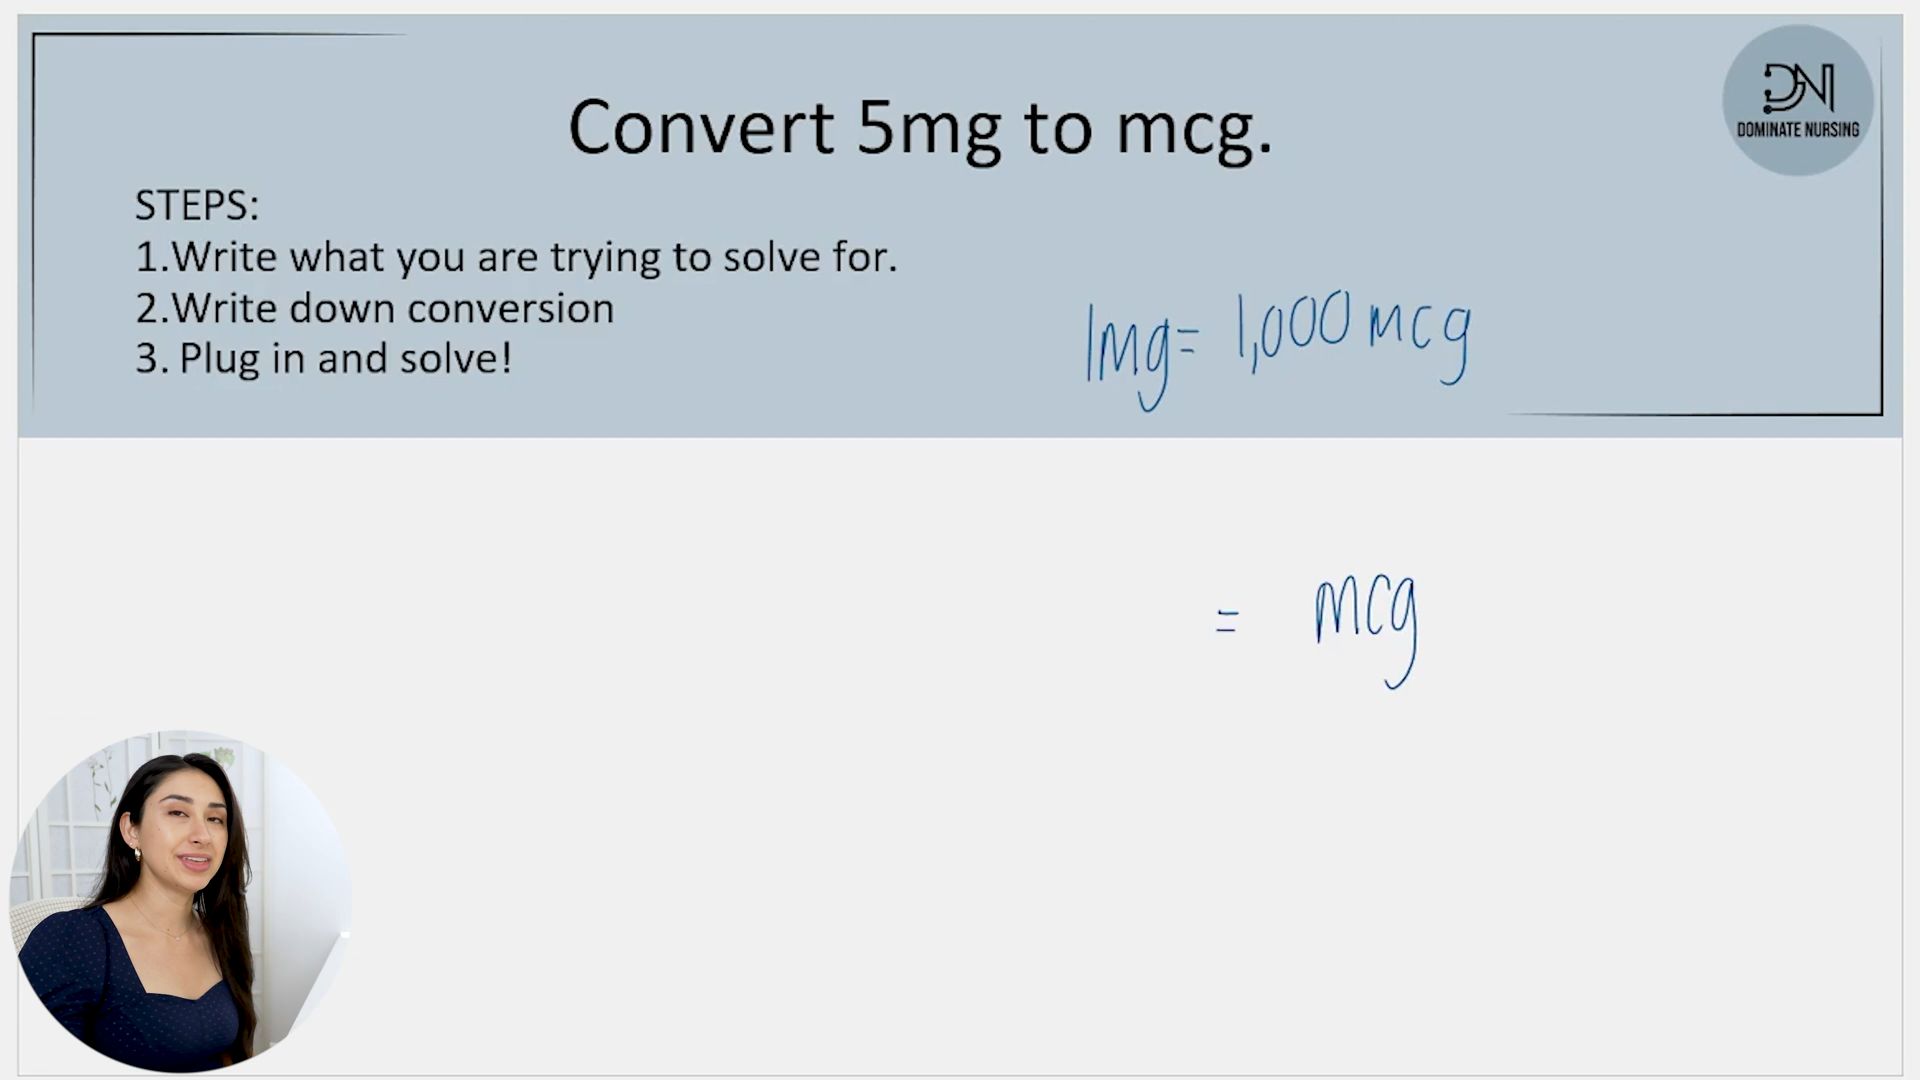 Convert 5mg to mcg.
DN
DOMINATE NURSING
STEPS:
1.Write what you are trying to solve for.
2.Write down conversion
3. Plug in and solve!
1mg= 1,000 mcg
= mcg